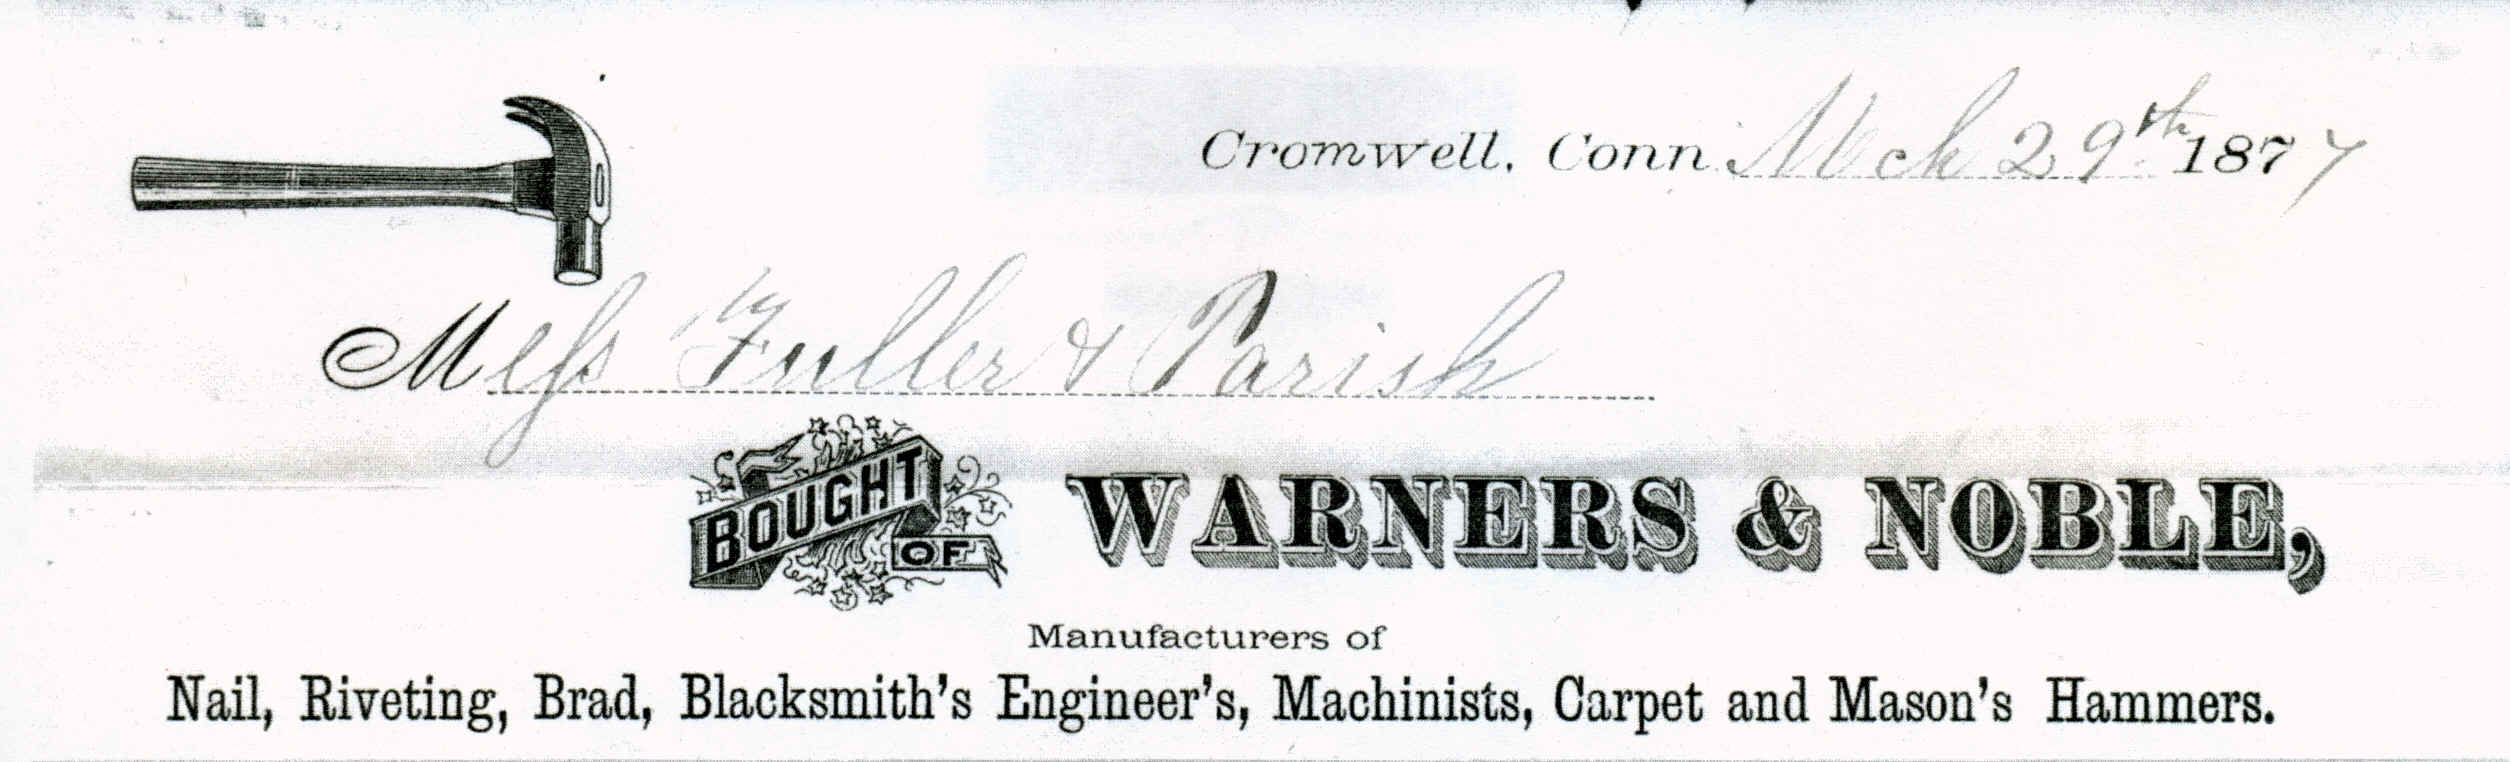 Cromwell, Conn. Mch 29th 1877
Mess Fuller & Parish
BOUGHT OF WARNERS & NOBLE,
Manufacturers of
Nail, Riveting, Brad, Blacksmith's Engineer's, Machinists, Carpet and Mason's Hammers.